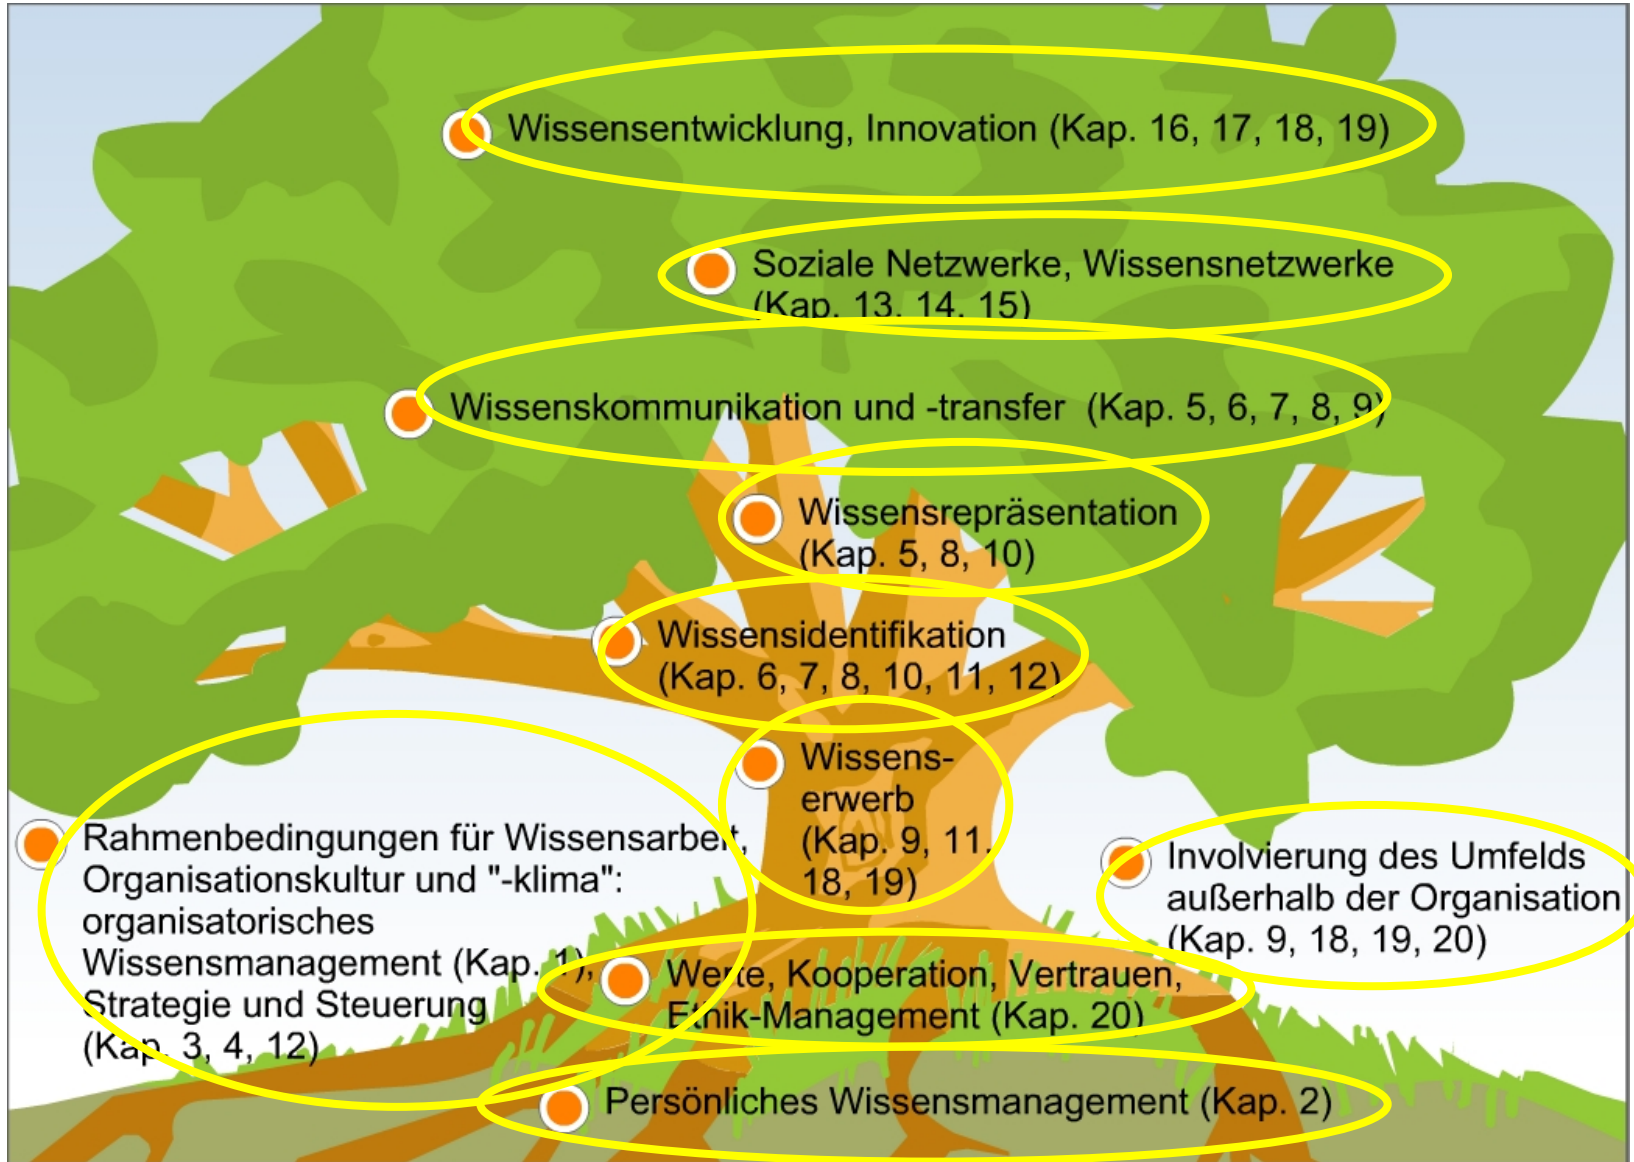 Wissensentwicklung, Innovation (Kap. 16, 17, 18, 19)
Soziale Netzwerke, Wissensnetzwerke
(Kap. 13, 14, 15)
Wissenskommunikation und -transfer (Kap. 5, 6, 7, 8, 9)
Wissensrepräsentation
(Kap. 5, 8, 10)
Wissensidentifikation
(Kap. 6, 7, 8, 10, 11, 12)
Wissens-
erwerb
(Kap. 9, 11,
18, 19)
Rahmenbedingungen für Wissensarbeit,
Organisationskultur und "-klima":
organisatorisches
Wissensmanagement (Kap. 1),
Strategie und Steuerung
(Kap. 3, 4, 12)
Involvierung des Umfelds
außerhalb der Organisation
(Kap. 9, 18, 19, 20)
Werte, Kooperation, Vertrauen,
Ethik-Management (Kap. 20)
Persönliches Wissensmanagement (Kap. 2)